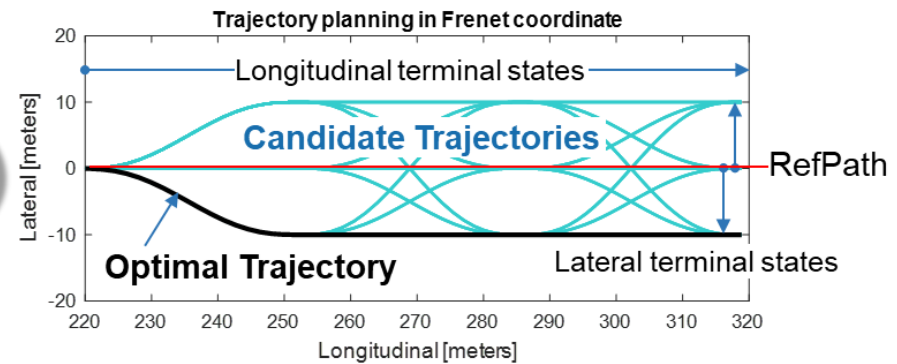 Trajectory planning in Frenet coordinate
20
Longitudinal terminal states
10
Candidate Trajectories
Lateral [meters]
0
RefPath
-10
Optimal Trajectory
Lateral terminal states
-20
220 230 240 250 260 270 280 290 300 310 320
Longitudinal [meters]